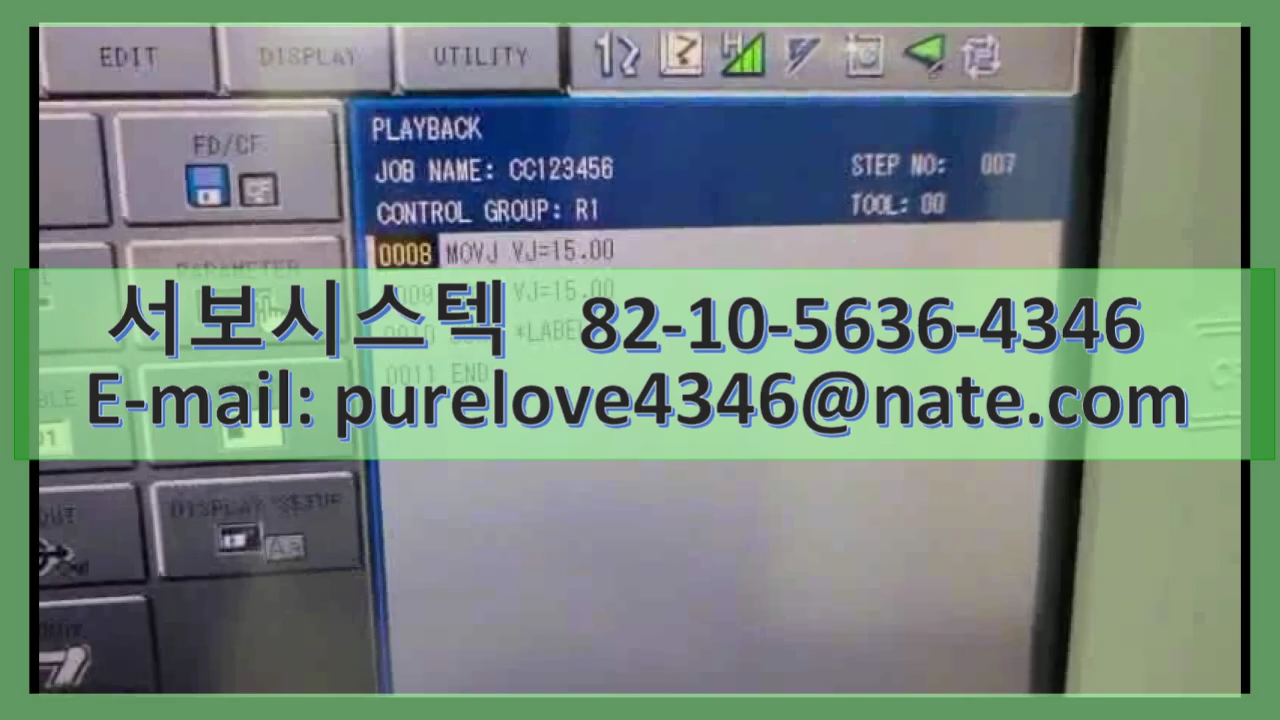 EDIT DISPLAY UTILITY
FD/CF
PLAYBACK
JOB NAME: CC123456 STEP NO: 007
CONTROL GROUP: R1 TOOL: 00
0008 MOVJ VJ=15.00
PARAMETER
VJ=15.00
서보시스텍 82-10-5636-4346
*LABEL
E-mail: purelove4346@nate.com
0011 END
DISPLAY SETUP